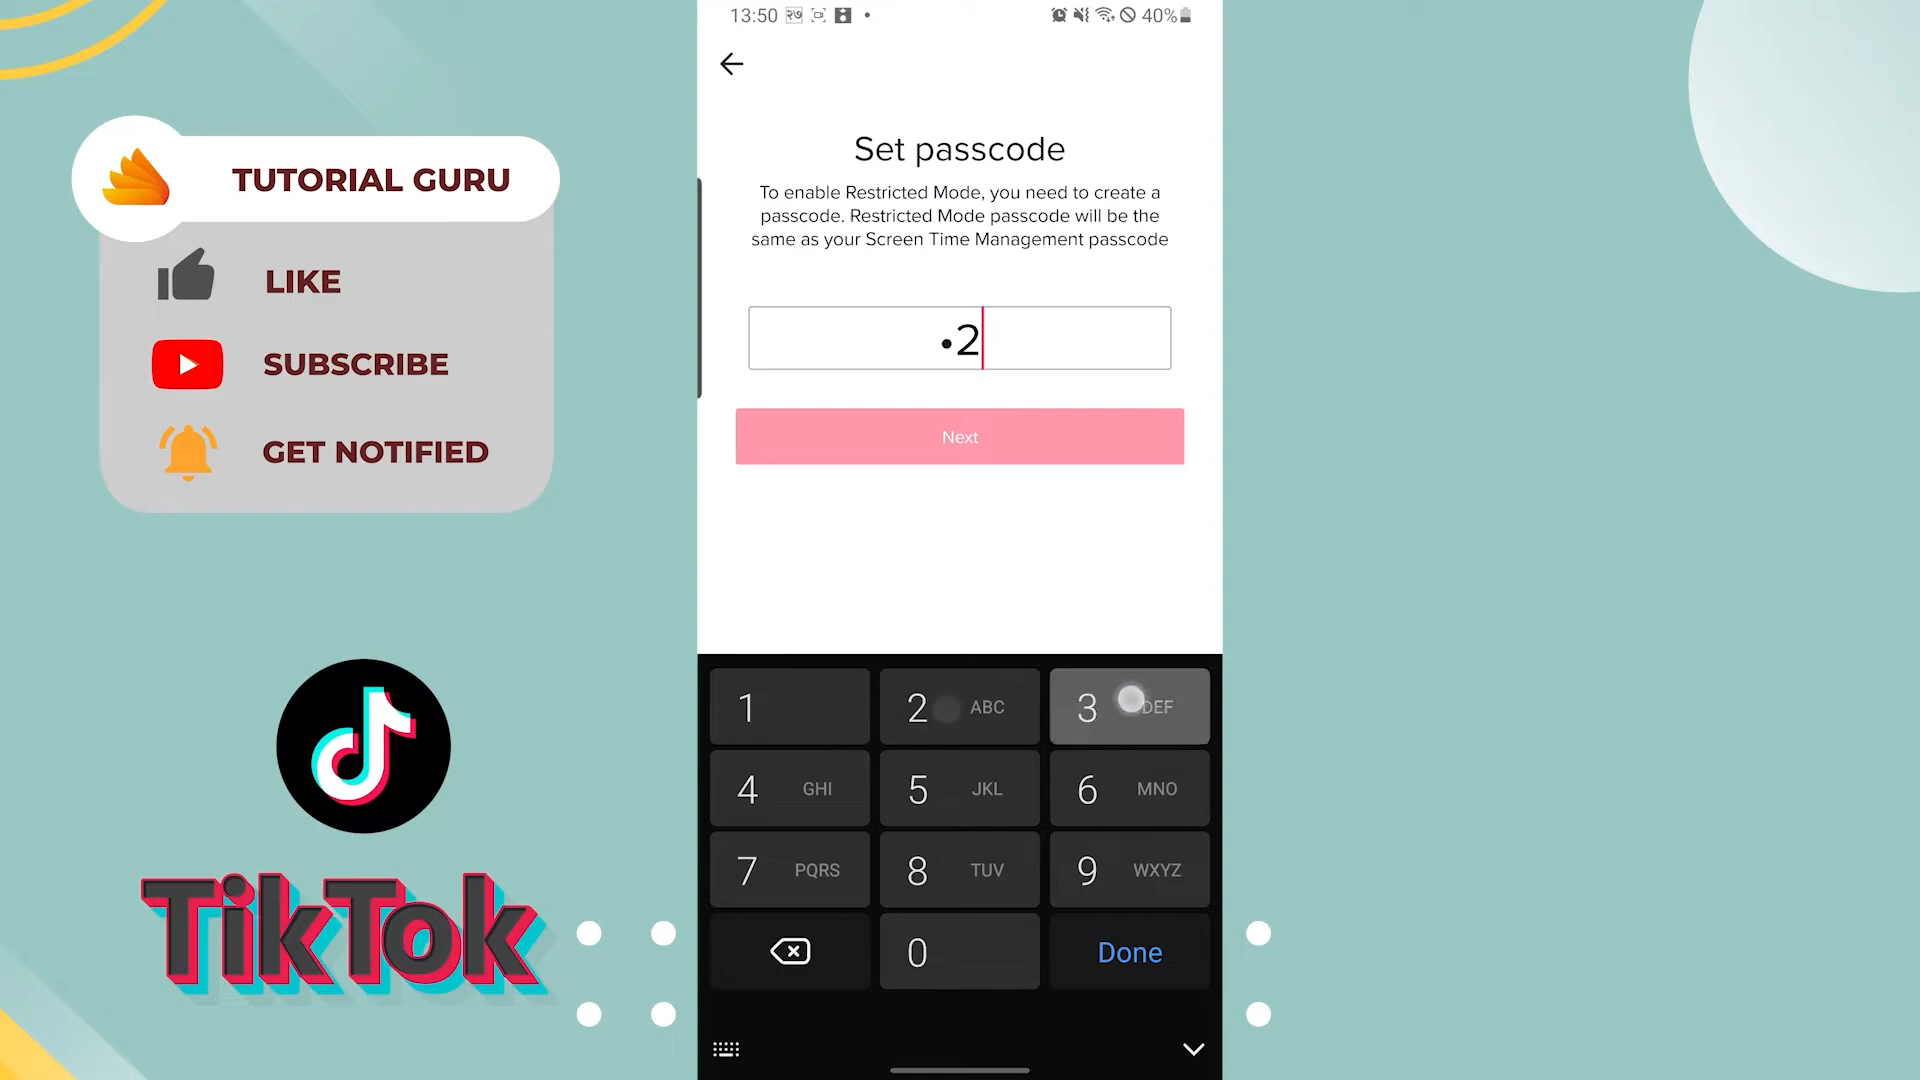 13:50 २७
40%
TUTORIAL GURU
LIKE
SUBSCRIBE
GET NOTIFIED
TikTok
Set passcode
To enable Restricted Mode, you need to create a
passcode. Restricted Mode passcode will be the
same as your Screen Time Management passcode
•2
Next
1
2 ABC
3 DEF
4 GHI
5 JKL
6 MNO
7 PQRS
8 TUV
9 WXYZ
0
Done